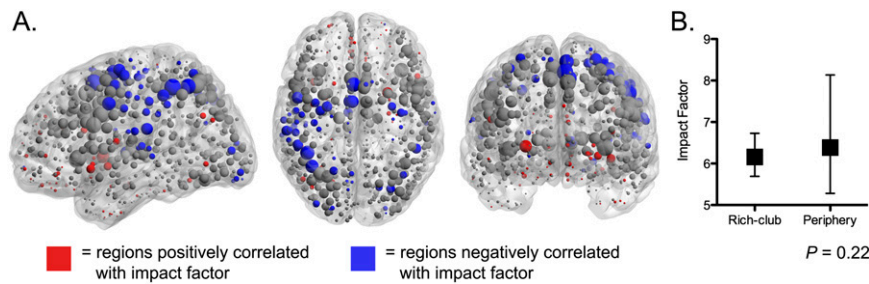 A.
B.
Impact Factor
9
8
7
6
5
Rich-club Periphery
P = 0.22
= regions positively correlated
with impact factor
= regions negatively correlated
with impact factor